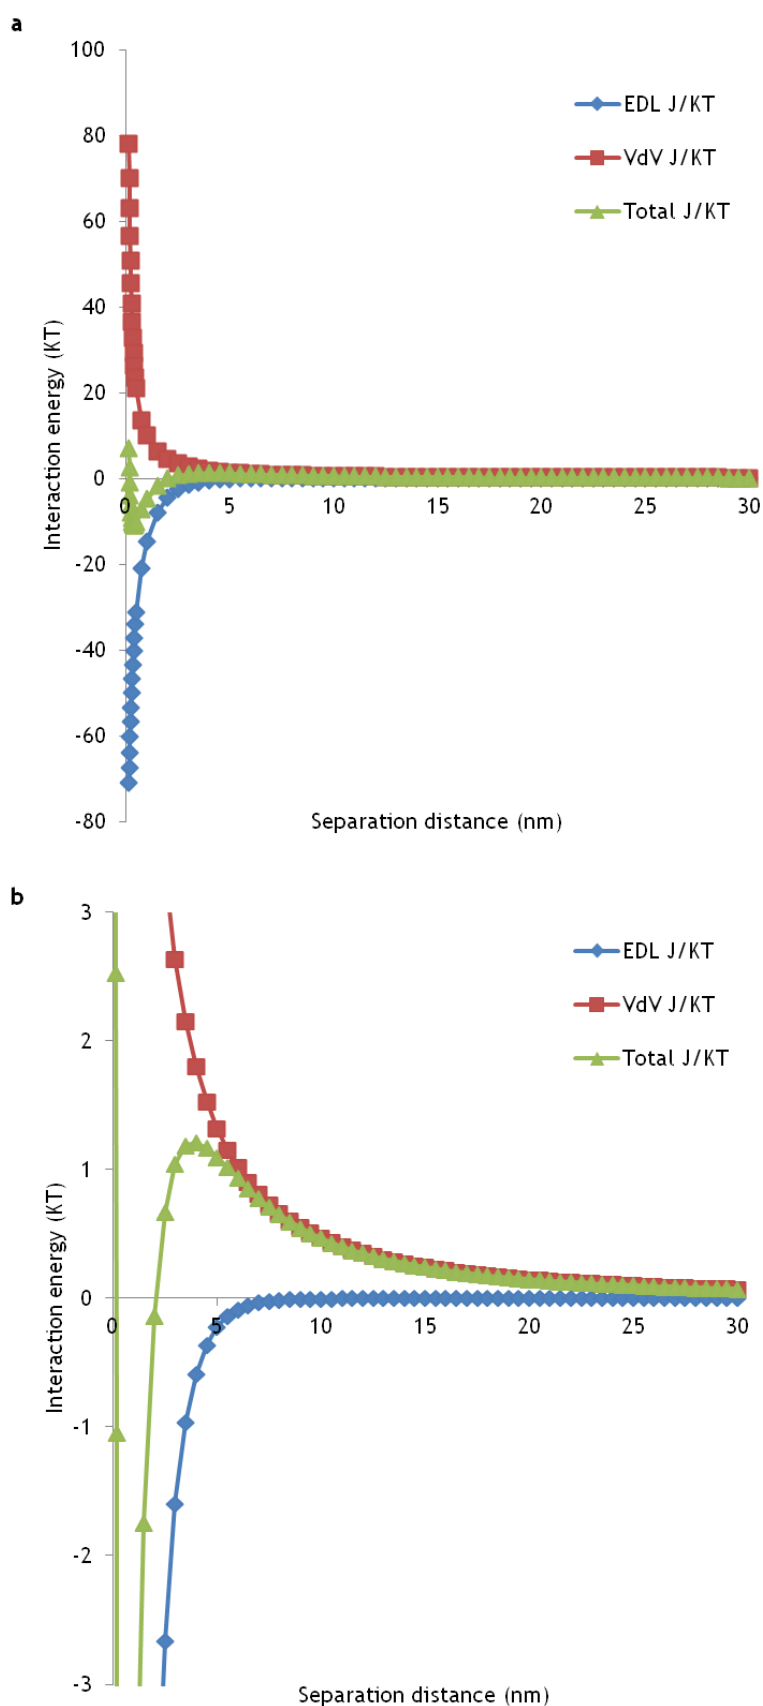 a
100
80
60
40
20
0
-20
-40
-60
-80
0
5
10
15
20
25
30
Interaction energy (KT)
Separation distance (nm)
EDL J/KT
VdV J/KT
Total J/KT
b
3
2
1
0
-1
-2
-3
0
5
10
15
20
25
30
Interaction energy (KT)
Separation distance (nm)
EDL J/KT
VdV J/KT
Total J/KT